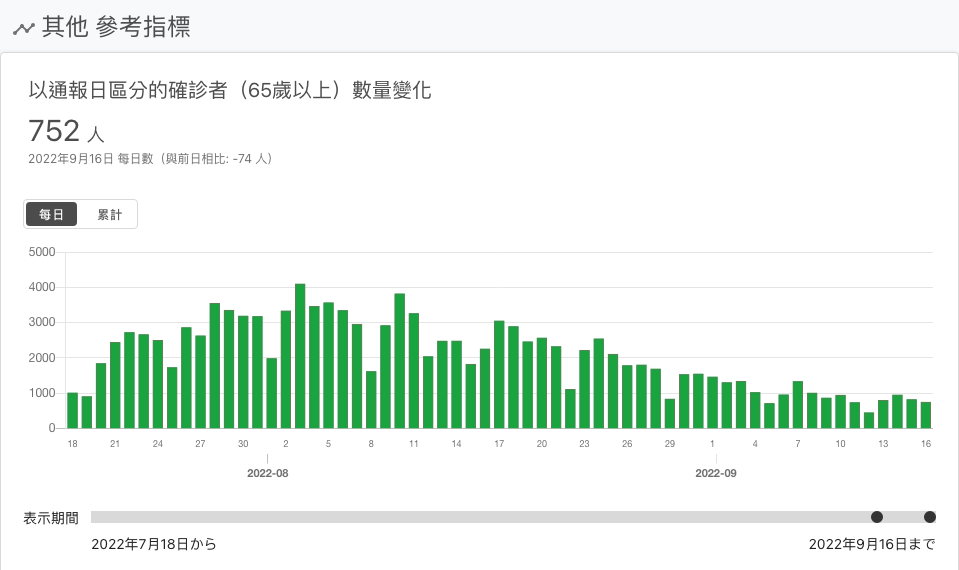 其他 參考指標
以通報日區分的確診者（65歲以上）數量變化
752 人
2022年9月16日 每日數（與前日相比: -74 人）
每日 累計
5000
4000
3000
2000
1000
0
18 21 24 27 30 2 5 8 11 14 17 20 23 26 29 1 4 7 10 13 16
2022-08 2022-09
表示期間
2022年7月18日から 2022年9月16日まで